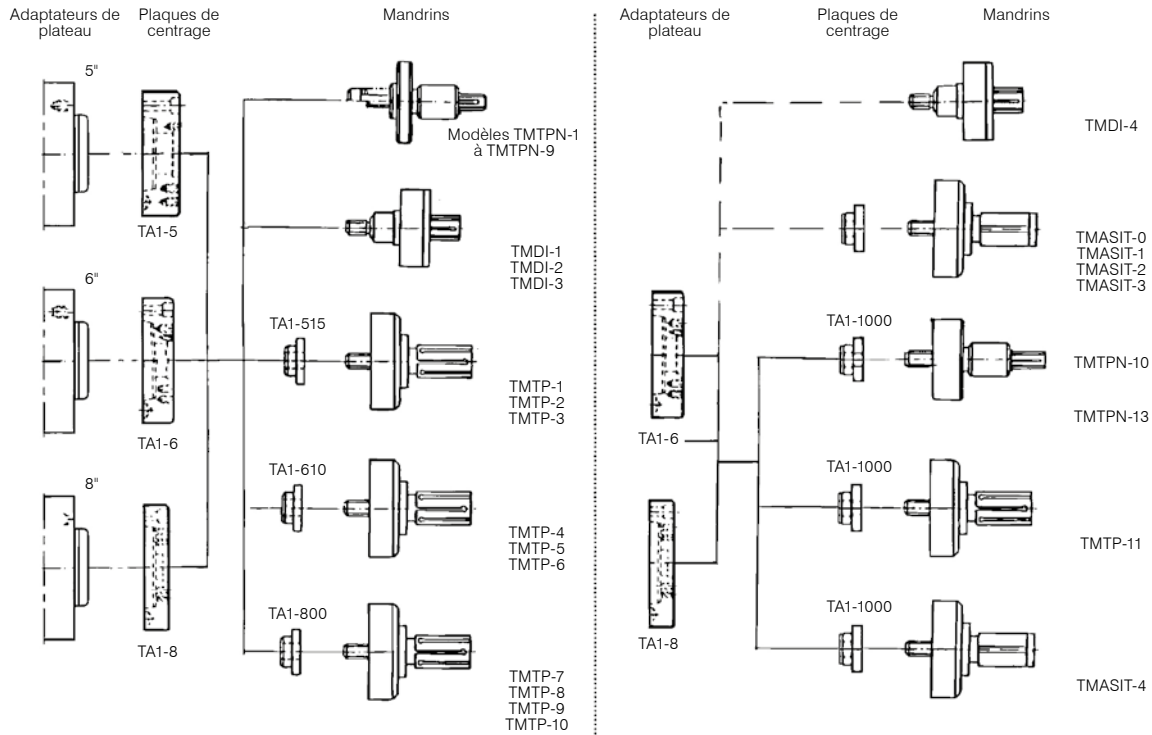 Adaptateurs de
plateau
Plaques de
centrage
Mandrins
5"
TA1-5
6"
TA1-6
8"
TA1-8
Modèles TMTPN-1
à TMTPN-9
TMDI-1
TMDI-2
TMDI-3
TA1-515
TMTP-1
TMTP-2
TMTP-3
TA1-610
TMTP-4
TMTP-5
TMTP-6
TA1-800
TMTP-7
TMTP-8
TMTP-9
TMTP-10
Adaptateurs de
plateau
Plaques de
centrage
Mandrins
TMDI-4
TMASIT-0
TMASIT-1
TMASIT-2
TMASIT-3
TA1-6
TA1-8
TA1-1000
TMTPN-10
TMTPN-13
TA1-1000
TMTP-11
TA1-1000
TMASIT-4